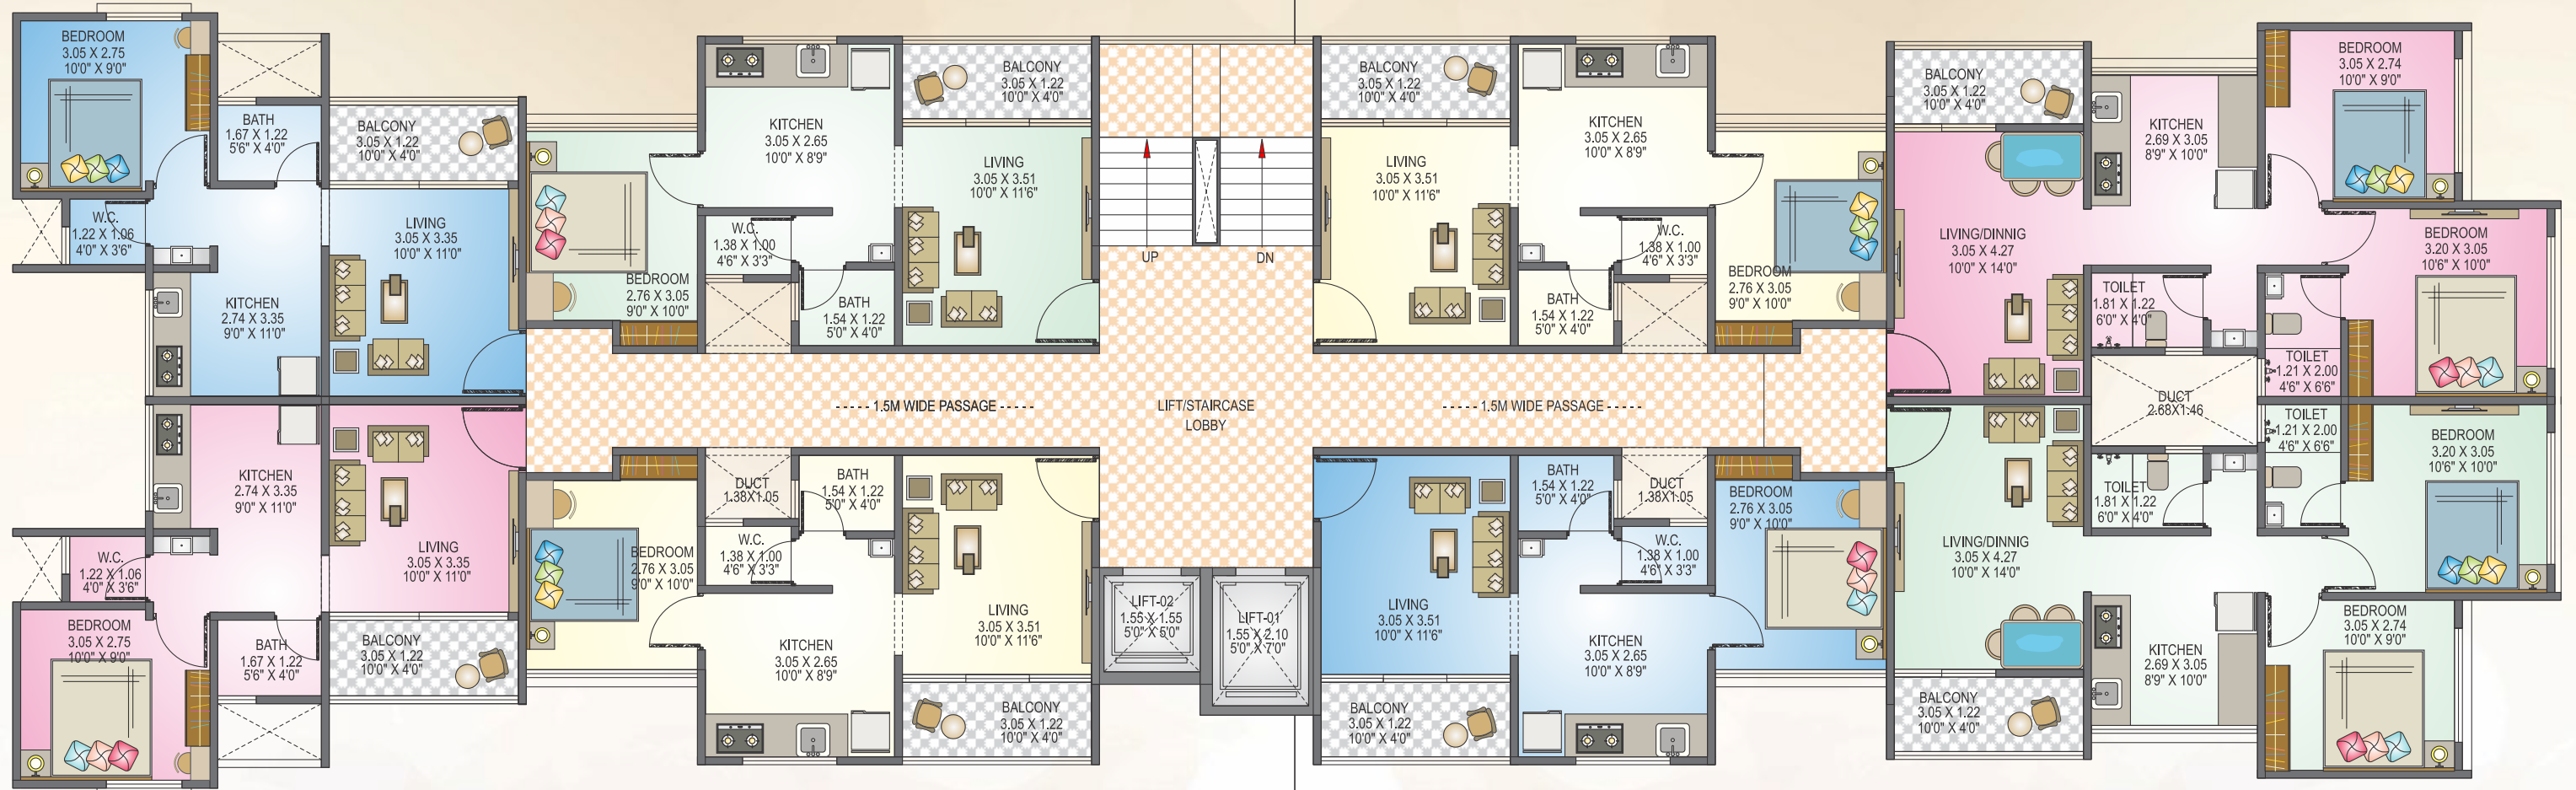 BEDROOM
3.05 X 2.75
10'0" X 9'0"
BATH
1.67 X 1.22
5'6" X 4'0"
BALCONY
3.05 X 1.22
10'0" X 4'0"
W.C.
1.22 X 1.06
4'0" X 3'6"
LIVING
3.05 X 3.35
10'0" X 11'0"
KITCHEN
2.74 X 3.35
9'0" X 11'0"
KITCHEN
3.05 X 2.65
10'0" X 8'9"
BALCONY
3.05 X 1.22
10'0" X 4'0"
LIVING
3.05 X 3.51
10'0" X 11'6"
W.C.
1.38 X 1.00
4'6" X 3'3"
BEDROOM
2.76 X 3.05
9'0" X 10'0"
BATH
1.54 X 1.22
5'0" X 4'0"
UP
DN
BALCONY
3.05 X 1.22
10'0" X 4'0"
KITCHEN
3.05 X 2.65
10'0" X 8'9"
LIVING
3.05 X 3.51
10'0" X 11'6"
W.C.
1.38 X 1.00
4'6" X 3'3"
BEDROOM
2.76 X 3.05
9'0" X 10'0"
BATH
1.54 X 1.22
5'0" X 4'0"
BALCONY
3.05 X 1.22
10'0" X 4'0"
KITCHEN
2.69 X 3.05
8'9" X 10'0"
BEDROOM
3.05 X 2.74
10'0" X 9'0"
LIVING/DINNIG
3.05 X 4.27
10'0" X 14'0"
BEDROOM
3.20 X 3.05
10'6" X 10'0"
TOILET
1.81 X 1.22
6'0" X 4'0"
TOILET
1.21 X 2.00
4'6" X 6'6"
DUCT
2.68X1.46
1.5M WIDE PASSAGE
LIFT/STAIRCASE
LOBBY
1.5M WIDE PASSAGE
KITCHEN
2.74 X 3.35
9'0" X 11'0"
LIVING
3.05 X 3.35
10'0" X 11'0"
W.C.
1.22 X 1.06
4'0" X 3'6"
BEDROOM
3.05 X 2.75
10'0" X 9'0"
BATH
1.67 X 1.22
5'6" X 4'0"
BALCONY
3.05 X 1.22
10'0" X 4'0"
DUCT
1.38X1.05
BATH
1.54 X 1.22
5'0" X 4'0"
W.C.
1.38 X 1.00
4'6" X 3'3"
BEDROOM
2.76 X 3.05
9'0" X 10'0"
LIVING
3.05 X 3.51
10'0" X 11'6"
KITCHEN
3.05 X 2.65
10'0" X 8'9"
BALCONY
3.05 X 1.22
10'0" X 4'0"
LIFT-02
1.55 X 1.55
5'0" X 5'0"
LIFT-01
1.55 X 2.10
5'0" X 7'0"
BATH
1.54 X 1.22
5'0" X 4'0"
DUCT
1.38X1.05
BEDROOM
2.76 X 3.05
9'0" X 10'0"
W.C.
1.38 X 1.00
4'6" X 3'3"
LIVING
3.05 X 3.51
10'0" X 11'6"
KITCHEN
3.05 X 2.65
10'0" X 8'9"
BALCONY
3.05 X 1.22
10'0" X 4'0"
TOILET
1.21 X 2.00
4'6" X 6'6"
TOILET
1.81 X 1.22
6'0" X 4'0"
BEDROOM
3.20 X 3.05
10'6" X 10'0"
LIVING/DINNIG
3.05 X 4.27
10'0" X 14'0"
BEDROOM
3.05 X 2.74
10'0" X 9'0"
KITCHEN
2.69 X 3.05
8'9" X 10'0"
BALCONY
3.05 X 1.22
10'0" X 4'0"